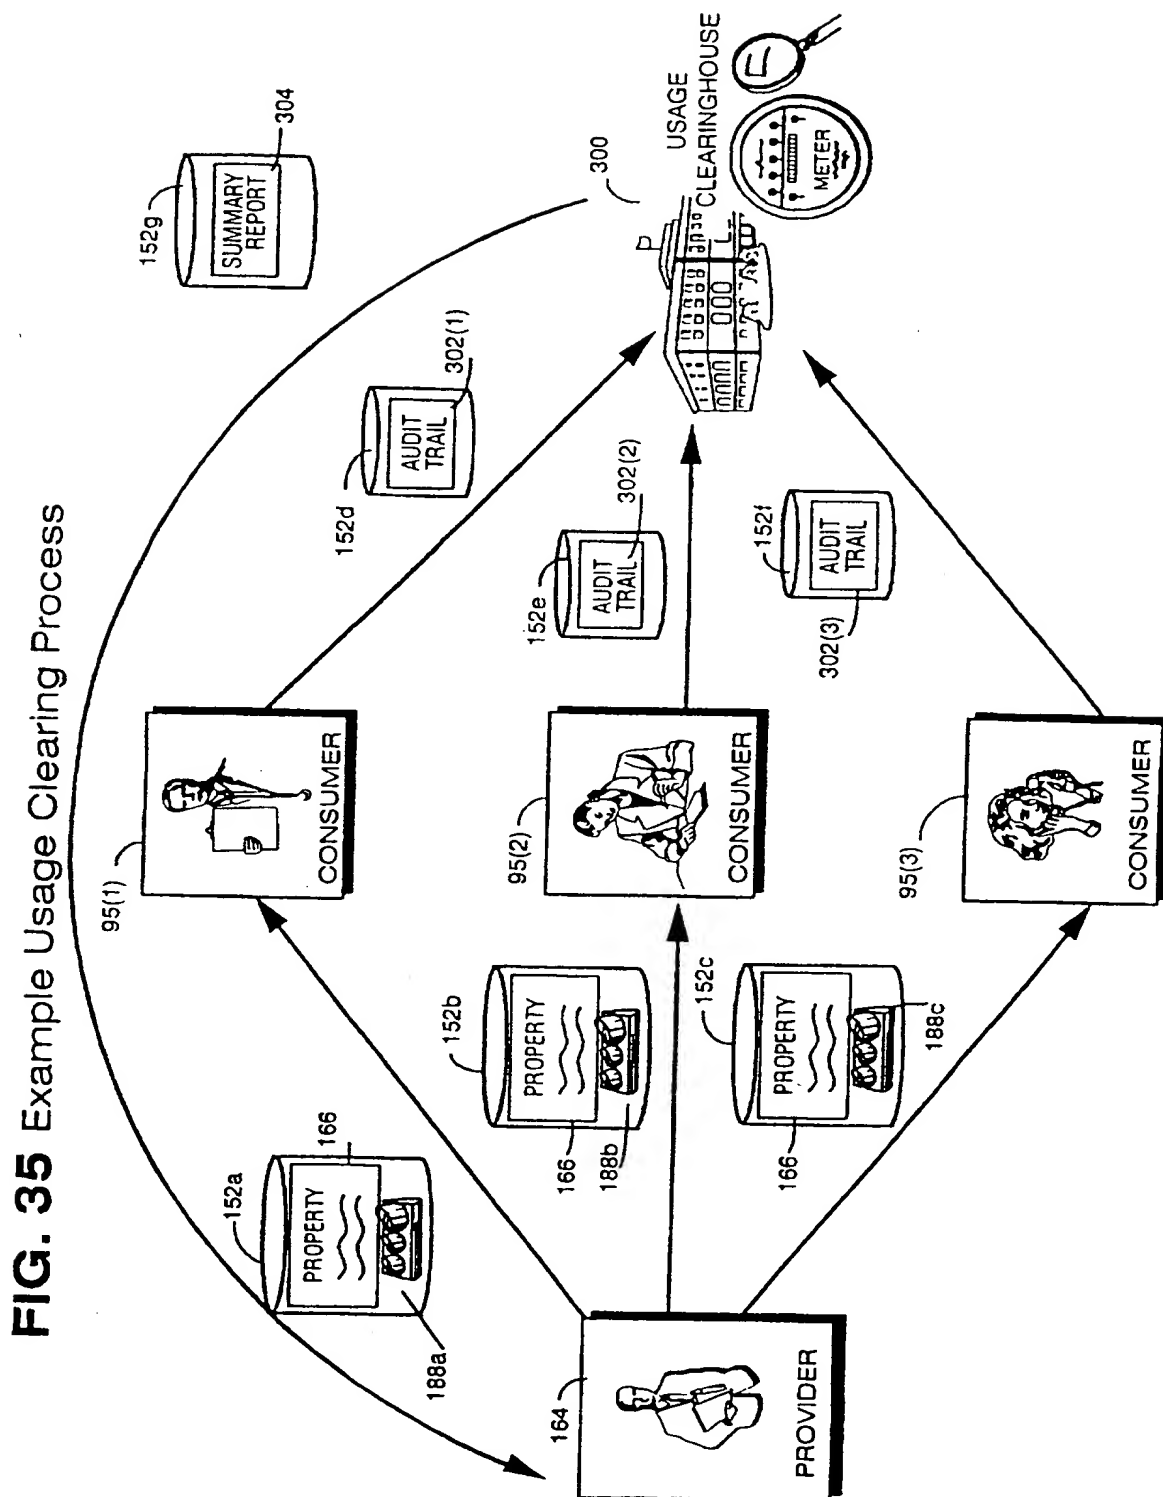 FIG. 35 Example Usage Clearing Process
152g
SUMMARY
REPORT
304
152d
AUDIT
TRAIL
302(1)
300
USAGE
CLEARINGHOUSE
METER
95(1)
CONSUMER
152e
AUDIT
TRAIL
302(2)
152f
AUDIT
TRAIL
302(3)
95(2)
CONSUMER
95(3)
CONSUMER
152a
PROPERTY
166
188a
152b
PROPERTY
166
188b
152c
PROPERTY
166
188c
164
PROVIDER